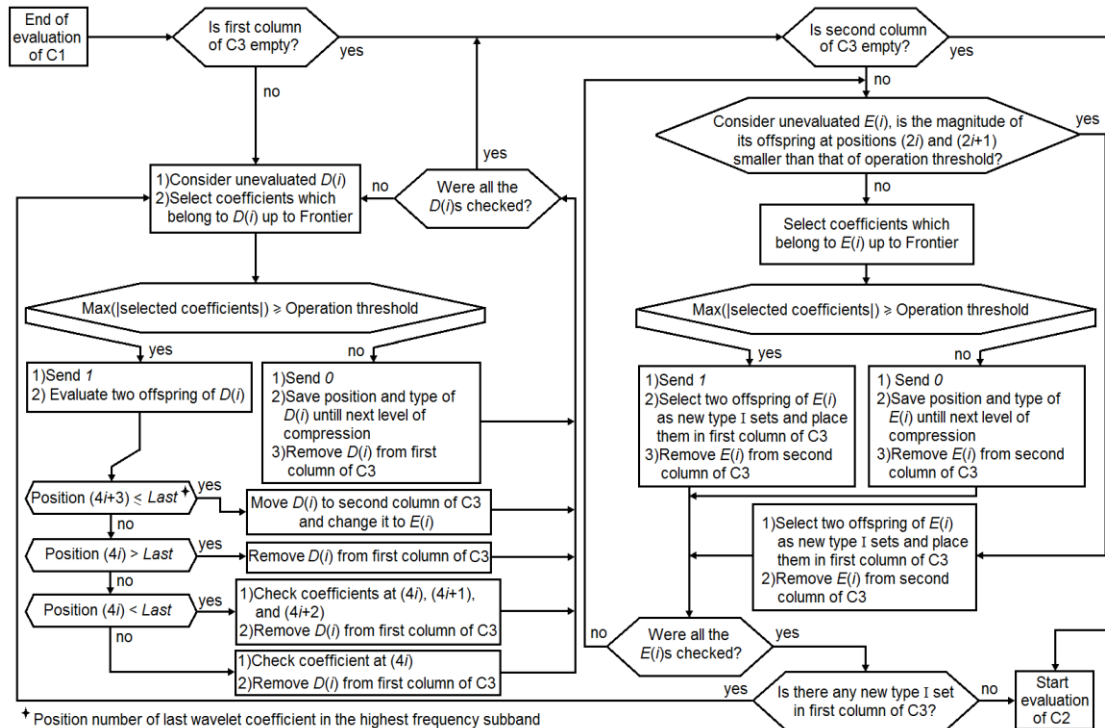 End of
evaluation
of C1
Is first column
of C3 empty?
yes
no
Is second column
of C3 empty?
yes
no
Consider unevaluated E(i), is the magnitude of
its offspring at positions (2i) and (2i+1)
smaller than that of operation threshold?
yes
no
1)Consider unevaluated D(i)
2)Select coefficients which
belong to D(i) up to Frontier
no
yes
Were all the
D(i)s checked?
Select coefficients which
belong to E(i) up to Frontier
Max(|selected coefficients|) ⩾ Operation threshold
yes
no
1)Send 1
2) Evaluate two offspring of D(i)
1)Send 0
2)Save position and type of
D(i) untill next level of
compression
3)Remove D(i) from first
column of C3
Position (4i+3) ⩽ Last ✦
yes
no
Move D(i) to second column of C3
and change it to E(i)
Position (4i) > Last
yes
no
Remove D(i) from first column of C3
Position (4i) < Last
yes
no
1)Check coefficients at (4i), (4i+1),
and (4i+2)
2)Remove D(i) from first column of C3
1)Check coefficient at (4i)
2)Remove D(i) from first column of C3
Max(|selected coefficients|) ⩾ Operation threshold
yes
no
1)Send 1
2)Select two offspring of E(i)
as new type I sets and place
them in first column of C3
3)Remove E(i) from second
column of C3
1) Send 0
2)Save position and type of
E(i) untill next level of
compression
3)Remove E(i) from second
column of C3
1)Select two offspring of E(i)
as new type I sets and place
them in first column of C3
2)Remove E(i) from second
column of C3
no
Were all the
E(i)s checked?
yes
yes
Is there any new type I set
in first column of C3?
no
Start
evaluation
of C2
✦ Position number of last wavelet coefficient in the highest frequency subband